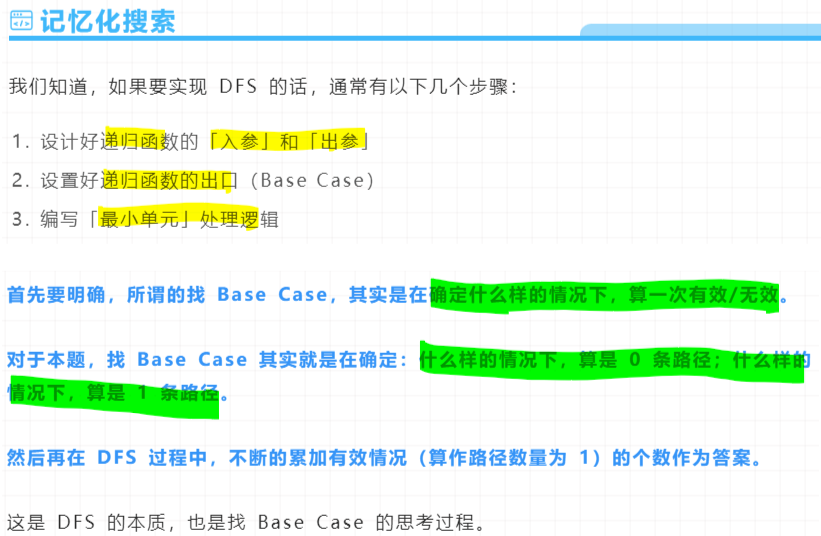 记忆化搜索
我们知道，如果要实现 DFS 的话，通常有以下几个步骤：
1. 设计好递归函数的「入参」和「出参」
2. 设置好递归函数的出口（Base Case）
3. 编写「最小单元」处理逻辑
首先要明确，所谓的找 Base Case，其实是在确定什么样的情况下，算一次有效/无效。
对于本题，找 Base Case 其实就是在确定：什么样的情况下，算是 0 条路径；什么样的
情况下，算是 1 条路径。
然后再在 DFS 过程中，不断的累加有效情况（算作路径数量为 1）的个数作为答案。
这是 DFS 的本质，也是找 Base Case 的思考过程。